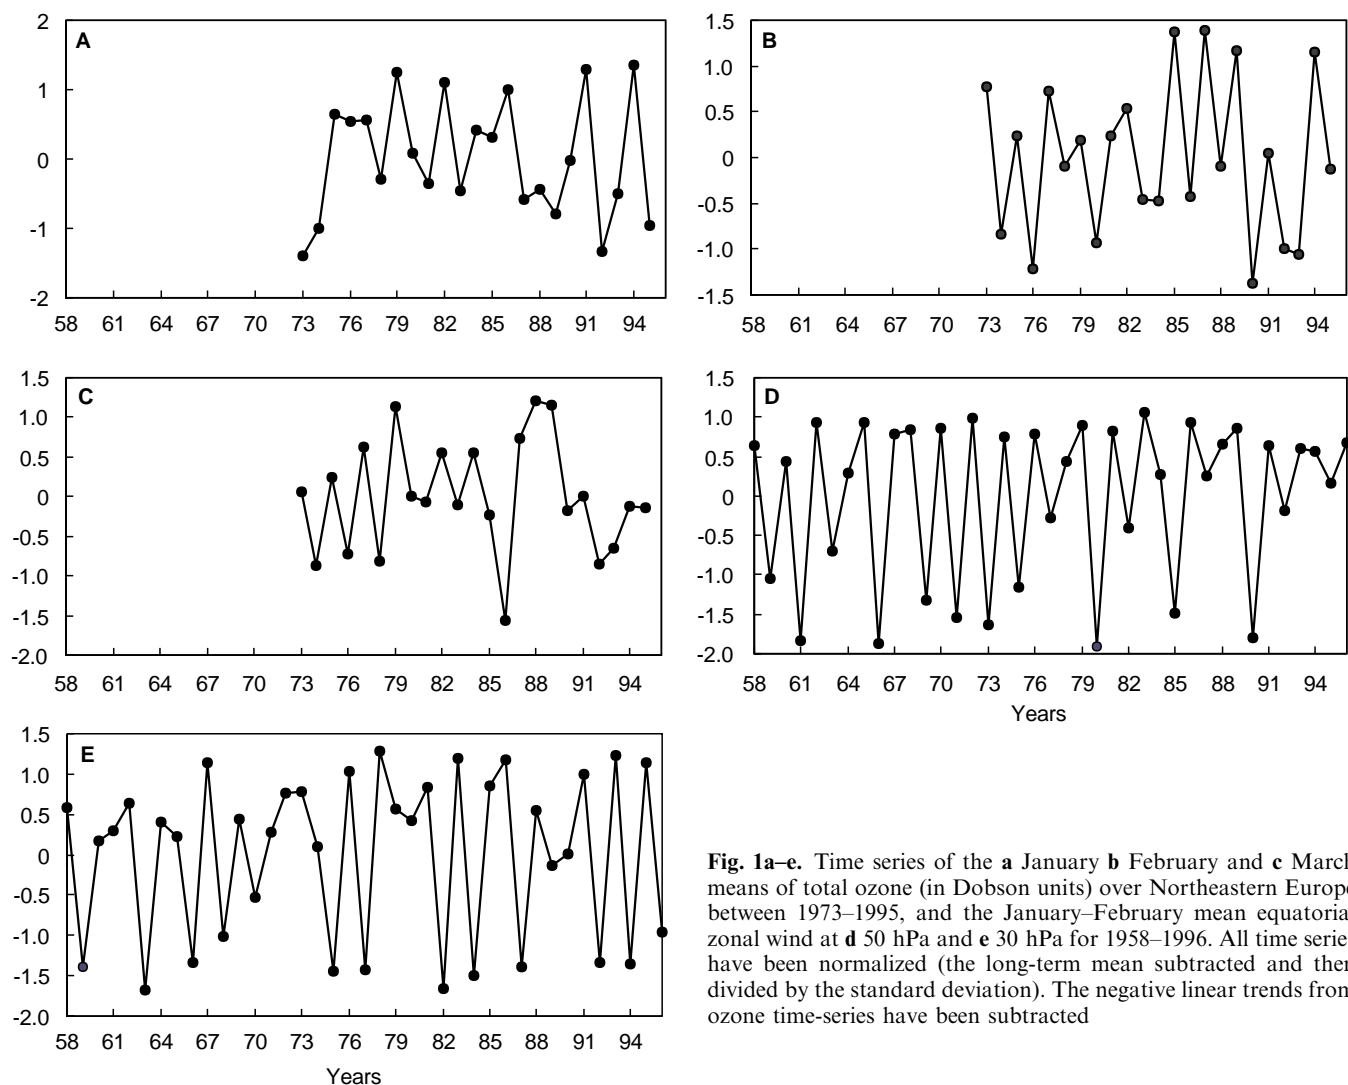 A
2
1
0
-1
-2
58 61 64 67 70 73 76 79 82 85 88 91 94
B
1.5
1.0
0.5
0
-0.5
-1.0
-1.5
58 61 64 67 70 73 76 79 82 85 88 91 94
C
1.5
1.0
0.5
0
-0.5
-1.0
-1.5
-2.0
58 61 64 67 70 73 76 79 82 85 88 91 94
D
1.5
1.0
0.5
0
-0.5
-1.0
-1.5
-2.0
58 61 64 67 70 73 76 79 82 85 88 91 94
Years
E
1.5
1.0
0.5
0
-0.5
-1.0
-1.5
-2.0
58 61 64 67 70 73 76 79 82 85 88 91 94
Years
Fig. 1a–e. Time series of the a January b February and c March
means of total ozone (in Dobson units) over Northeastern Europe
between 1973–1995, and the January–February mean equatoria
zonal wind at d 50 hPa and e 30 hPa for 1958–1996. All time serie
have been normalized (the long-term mean subtracted and then
divided by the standard deviation). The negative linear trends from
ozone time-series have been subtracted